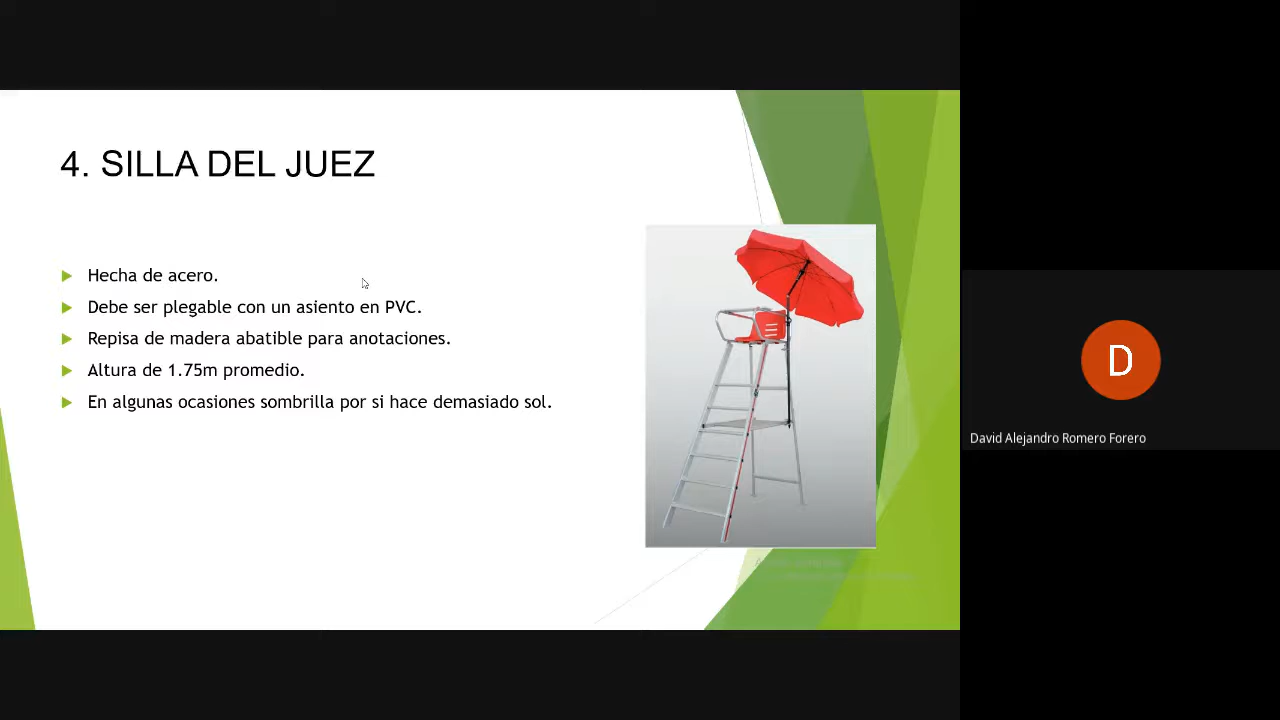 4. SILLA DEL JUEZ
Hecha de acero.
Debe ser plegable con un asiento en PVC.
Repisa de madera abatible para anotaciones.
Altura de 1.75m promedio.
En algunas ocasiones sombrilla por si hace demasiado sol.
D
David Alejandro Romero Forero